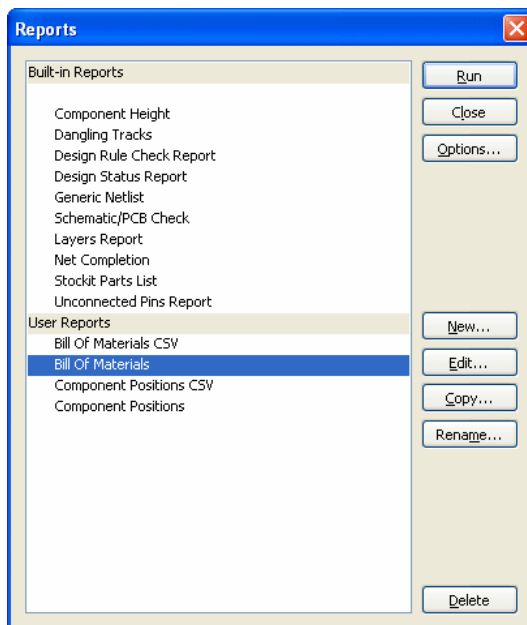 Reports
Built-in Reports
Component Height
Dangling Tracks
Design Rule Check Report
Design Status Report
Generic Netlist
Schematic/PCB Check
Layers Report
Net Completion
Stockit Parts List
Unconnected Pins Report
User Reports
Bill Of Materials CSV
Bill Of Materials
Component Positions CSV
Component Positions
Run
Close
Options...
New...
Edit...
Copy...
Rename...
Delete